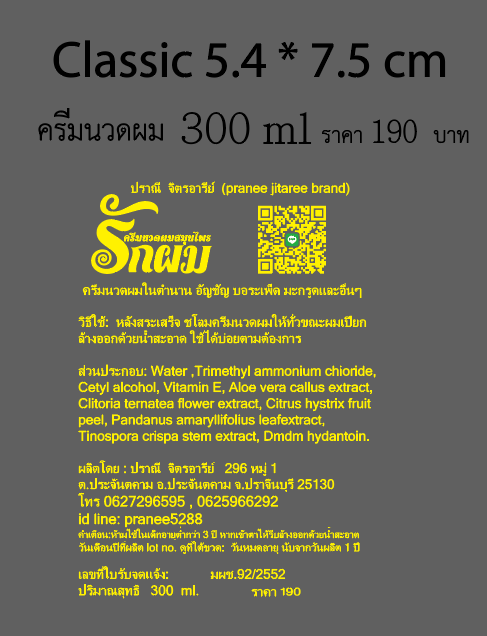 Classic 5.4 * 7.5 cm
ครีมนวดผม 300 ml ราคา 190 บาท
ปราณี จิตรอารีย์ (pranee jitaree brand)
ครีมนวดผมสมุนไพร
รักผม
ครีมนวดผมในตำนาน อัญชัญ บอระเพ็ด มะกรูดและอื่นๆ
วิธีใช้: หลังสระเสร็จ ชโลมครีมนวดผมให้ทั่วขณะผมเปียก
ล้างออกด้วยน้ำสะอาด ใช้ได้บ่อยตามต้องการ
ส่วนประกอบ: Water ,Trimethyl ammonium chioride,
Cetyl alcohol, Vitamin E, Aloe vera callus extract,
Clitoria ternatea flower extract, Citrus hystrix fruit
peel, Pandanus amaryllifolius leafextract,
Tinospora crispa stem extract, Dmdm hydantoin.
ผลิตโดย : ปราณี จิตรอารีย์ 296 หมู่ 1
ต.ประจันตคาม อ.ประจันตคาม จ.ปราจีนบุรี 25130
โทร 0627296595 , 0625966292
id line: pranee5288
คำเตือน:ห้ามใช้ในเด็กอายุต่ำกว่า 3 ปี หากเข้าตาให้รีบล้างออกด้วยน้ำสะอาด
วันเดือนปีที่ผลิต lot no. ดูที่ใต้ขวด: วันหมดอายุ นับจากวันผลิต 1 ปี
เลขที่ใบรับจดแจ้ง: มผช.92/2552
ปริมาณสุทธิ 300 ml. ราคา 190